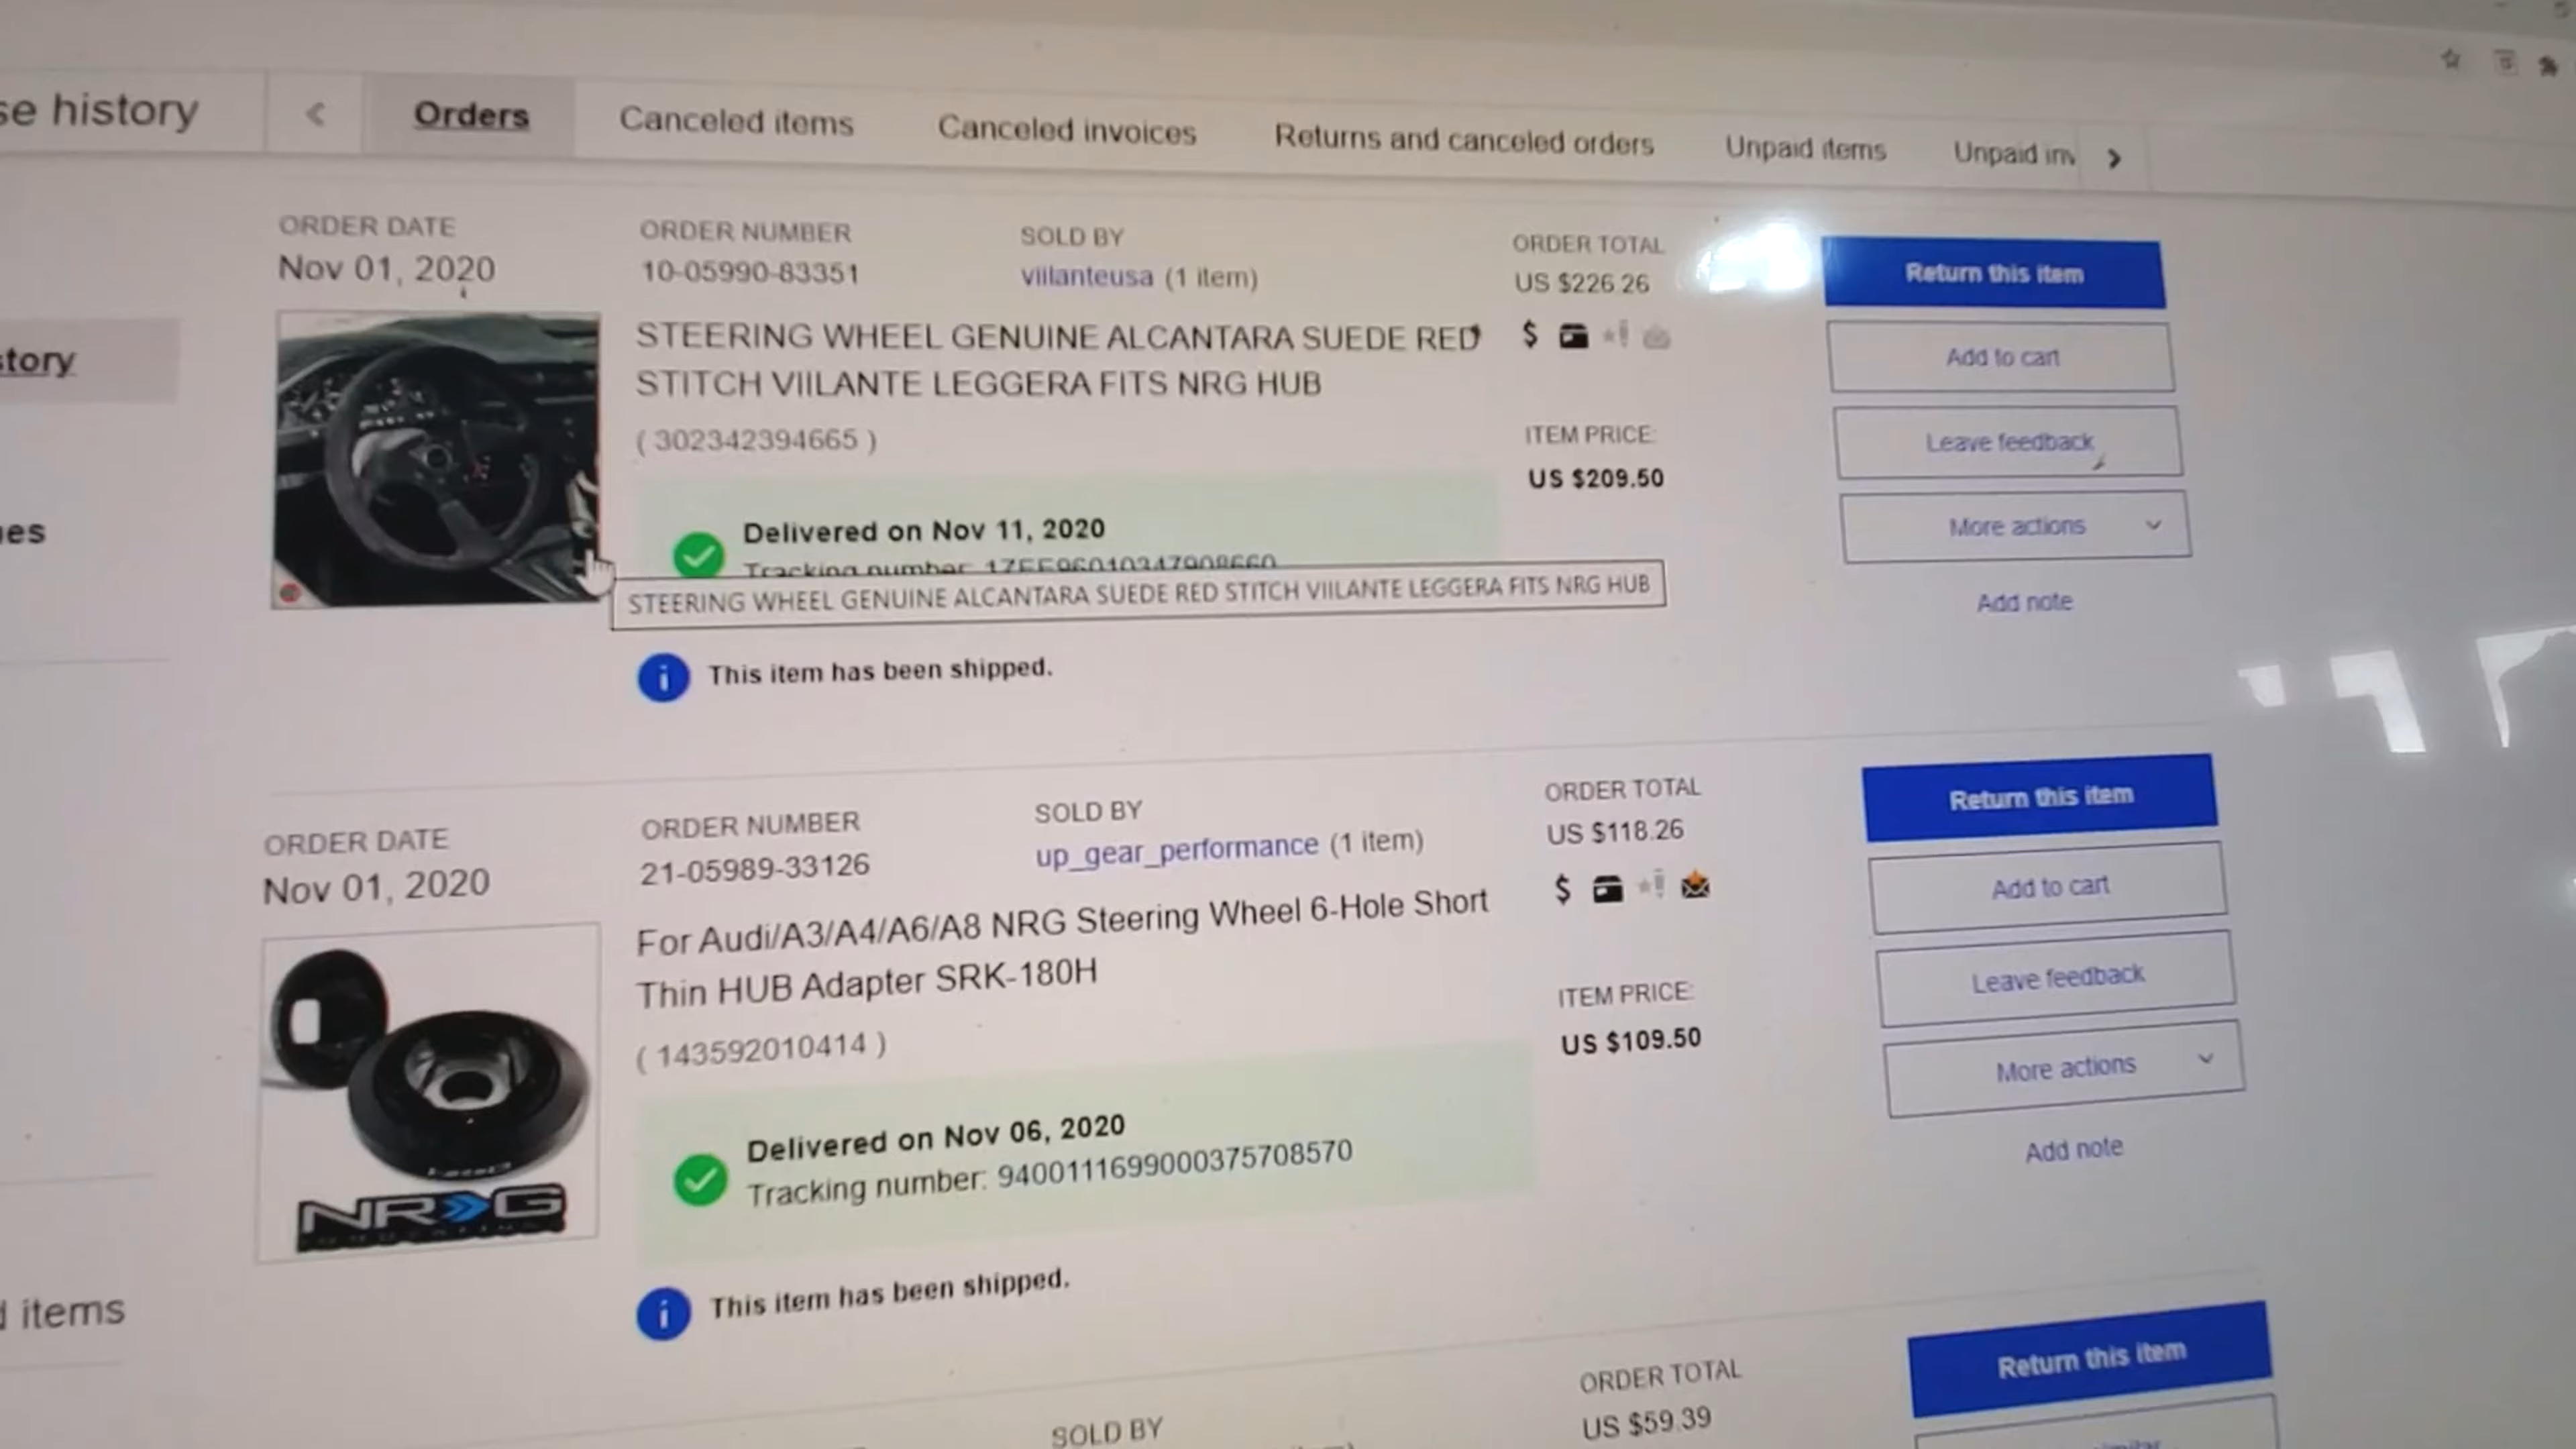 se history
<
Orders
Canceled items
Canceled invoices
Returns and canceled orders
Unpaid items
Unpaid inv
>
story
es
d items
ORDER DATE
Nov 01, 2020
ORDER NUMBER
10-05990-83351
SOLD BY
viilanteusa (1 item)
ORDER TOTAL
US $226.26
STEERING WHEEL GENUINE ALCANTARA SUEDE RED
STITCH VIILANTE LEGGERA FITS NRG HUB
( 302342394665 )
ITEM PRICE:
US $209.50
Delivered on Nov 11, 2020
Tracking number:
STEERING WHEEL GENUINE ALCANTARA SUEDE RED STITCH VIILANTE LEGGERA FITS NRG HUB
This item has been shipped.
Return this item
Add to cart
Leave feedback
More actions
Add note
ORDER DATE
Nov 01, 2020
ORDER NUMBER
21-05989-33126
SOLD BY
up_gear_performance (1 item)
ORDER TOTAL
US $118.26
For Audi/A3/A4/A6/A8 NRG Steering Wheel 6-Hole Short
Thin HUB Adapter SRK-180H
( 143592010414 )
ITEM PRICE:
US $109.50
NRG
Delivered on Nov 06, 2020
Tracking number: 9400111699000375708570
This item has been shipped.
Return this item
Add to cart
Leave feedback
More actions
Add note
SOLD BY
ORDER TOTAL
US $59.39
Return this item